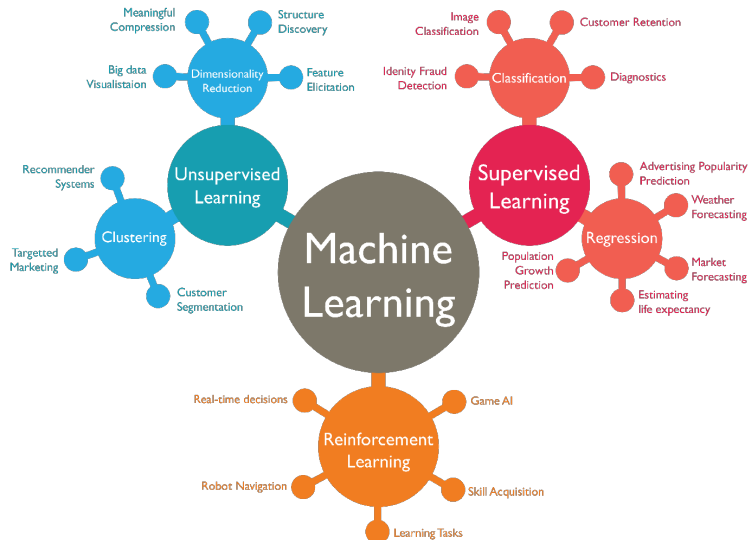 Meaningful
Compression
Structure
Discovery
Big data
Visualistaion
Dimensionality
Reduction
Feature
Elicitation
Unsupervised
Learning
Recommender
Systems
Clustering
Targetted
Marketing
Customer
Segmentation
Machine
Learning
Image
Classification
Customer Retention
Idenity Fraud
Detection
Classification
Diagnostics
Supervised
Learning
Advertising Popularity
Prediction
Weather
Forecasting
Regression
Population
Growth
Prediction
Market
Forecasting
Estimating
life expectancy
Real-time decisions
Game AI
Reinforcement
Learning
Robot Navigation
Skill Acquisition
Learning Tasks